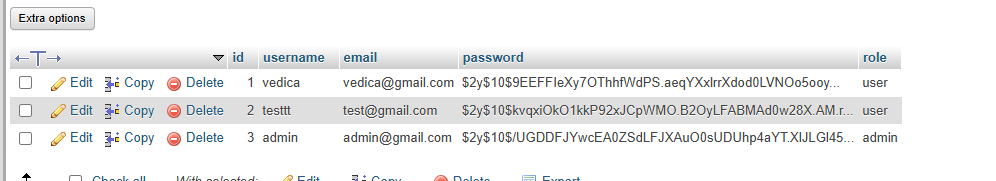 Extra options
id username email password role
Edit Copy Delete 1 vedica vedica@gmail.com $2y$10$9EEFFIeXy7OThhfWdPS.aeqYXxlrrXdod0LVNOo5ooy... user
Edit Copy Delete 2 testtt test@gmail.com $2y$10$kvqxiOkO1kkP92xJCpWMO.B2OyLFABMAd0w28X.AM.r... user
Edit Copy Delete 3 admin admin@gmail.com $2y$10$/UGDDFJYwcEA0ZSdLFJXAuO0sUDUhp4aYT.XIJLGl45... admin
Check all With selected: Edit Copy Delete Export